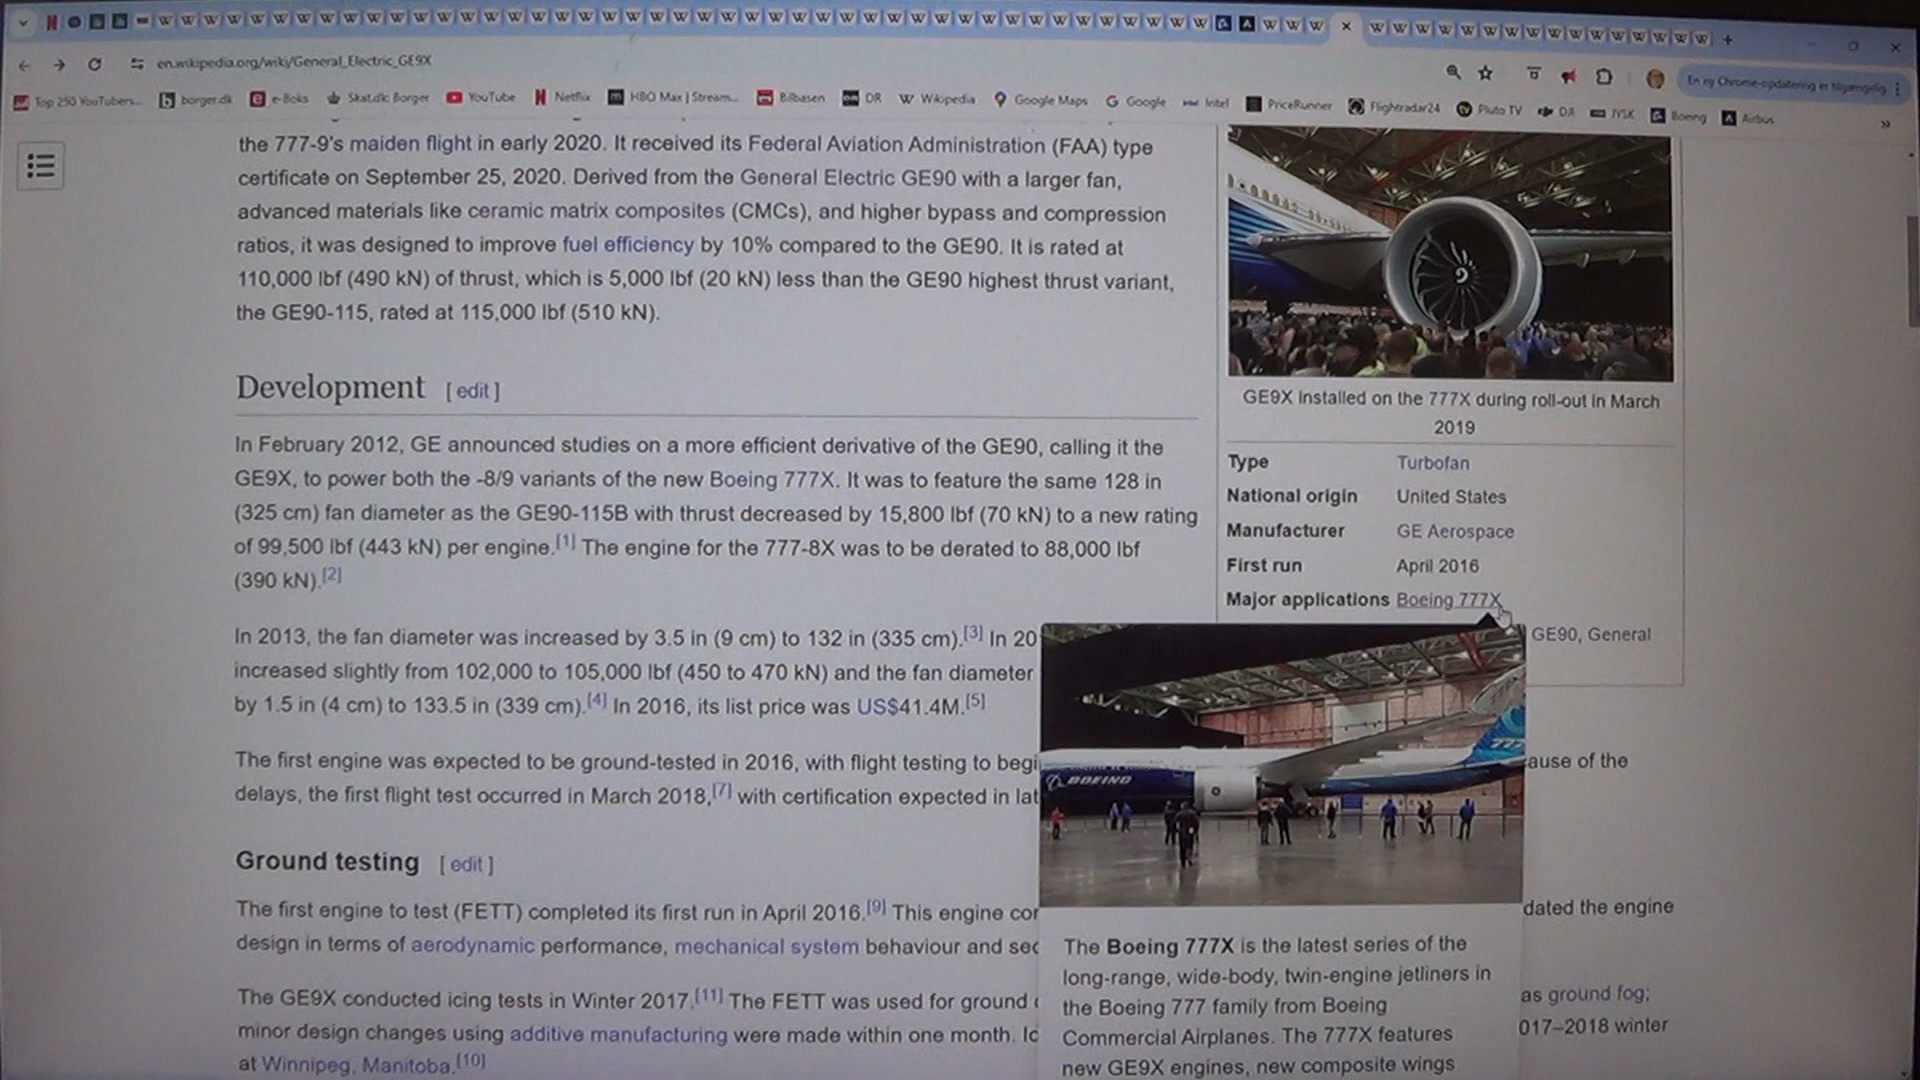 en.wikipedia.org/wiki/General_Electric_GE9X
En ny Chrome-opdatering er tilgængelig
Top 250 YouTubers...
borger.dk
e-Boks
Skat.dk: Borger
YouTube
Netflix
HBO Max | Stream...
Bilbasen
DR
Wikipedia
Google Maps
Google
Intel
PriceRunner
Flightradar24
Pluto TV
DJI
JYSK
Boeing
Airbus
the 777-9's maiden flight in early 2020. It received its Federal Aviation Administration (FAA) type
certificate on September 25, 2020. Derived from the General Electric GE90 with a larger fan,
advanced materials like ceramic matrix composites (CMCs), and higher bypass and compression
ratios, it was designed to improve fuel efficiency by 10% compared to the GE90. It is rated at
110,000 lbf (490 kN) of thrust, which is 5,000 lbf (20 kN) less than the GE90 highest thrust variant,
the GE90-115, rated at 115,000 lbf (510 kN).
Development [ edit ]
In February 2012, GE announced studies on a more efficient derivative of the GE90, calling it the
GE9X, to power both the -8/9 variants of the new Boeing 777X. It was to feature the same 128 in
(325 cm) fan diameter as the GE90-115B with thrust decreased by 15,800 lbf (70 kN) to a new rating
of 99,500 lbf (443 kN) per engine.[1] The engine for the 777-8X was to be derated to 88,000 lbf
(390 kN).[2]
In 2013, the fan diameter was increased by 3.5 in (9 cm) to 132 in (335 cm).[3] In 20
increased slightly from 102,000 to 105,000 lbf (450 to 470 kN) and the fan diameter
by 1.5 in (4 cm) to 133.5 in (339 cm).[4] In 2016, its list price was US$41.4M.[5]
The first engine was expected to be ground-tested in 2016, with flight testing to begi
ause of the
delays, the first flight test occurred in March 2018,[7] with certification expected in lat
Ground testing [ edit ]
The first engine to test (FETT) completed its first run in April 2016.[9] This engine cor
dated the engine
design in terms of aerodynamic performance, mechanical system behaviour and sec
The GE9X conducted icing tests in Winter 2017.[11] The FETT was used for ground
as ground fog;
minor design changes using additive manufacturing were made within one month. Ic
017–2018 winter
at Winnipeg, Manitoba.[10]
GE9X installed on the 777X during roll-out in March
2019
Type Turbofan
National origin United States
Manufacturer GE Aerospace
First run April 2016
Major applications Boeing 777X
GE90, General
BOEING
777
The Boeing 777X is the latest series of the
long-range, wide-body, twin-engine jetliners in
the Boeing 777 family from Boeing
Commercial Airplanes. The 777X features
new GE9X engines, new composite wings